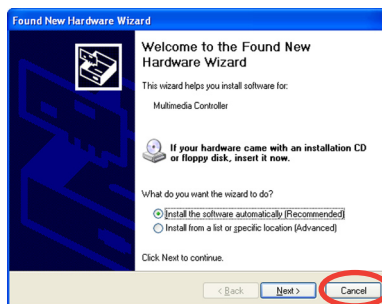 Found New Hardware Wizard
Welcome to the Found New
Hardware Wizard
This wizard helps you install software for:
Multimedia Controller
If your hardware came with an installation CD
or floppy disk, insert it now.
What do you want the wizard to do?
Install the software automatically (Recommended)
Install from a list or specific location (Advanced)
Click Next to continue.
< Back Next > Cancel